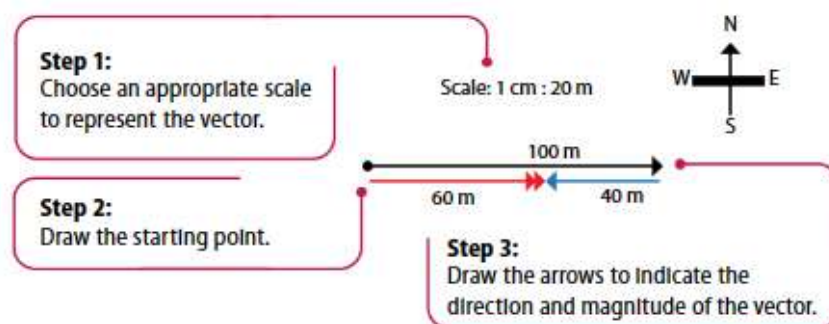 Step 1:
Choose an appropriate scale
to represent the vector.
Scale: 1 cm : 20 m
N
W
E
S
100 m
60 m
40 m
Step 2:
Draw the starting point.
Step 3:
Draw the arrows to indicate the
direction and magnitude of the vector.